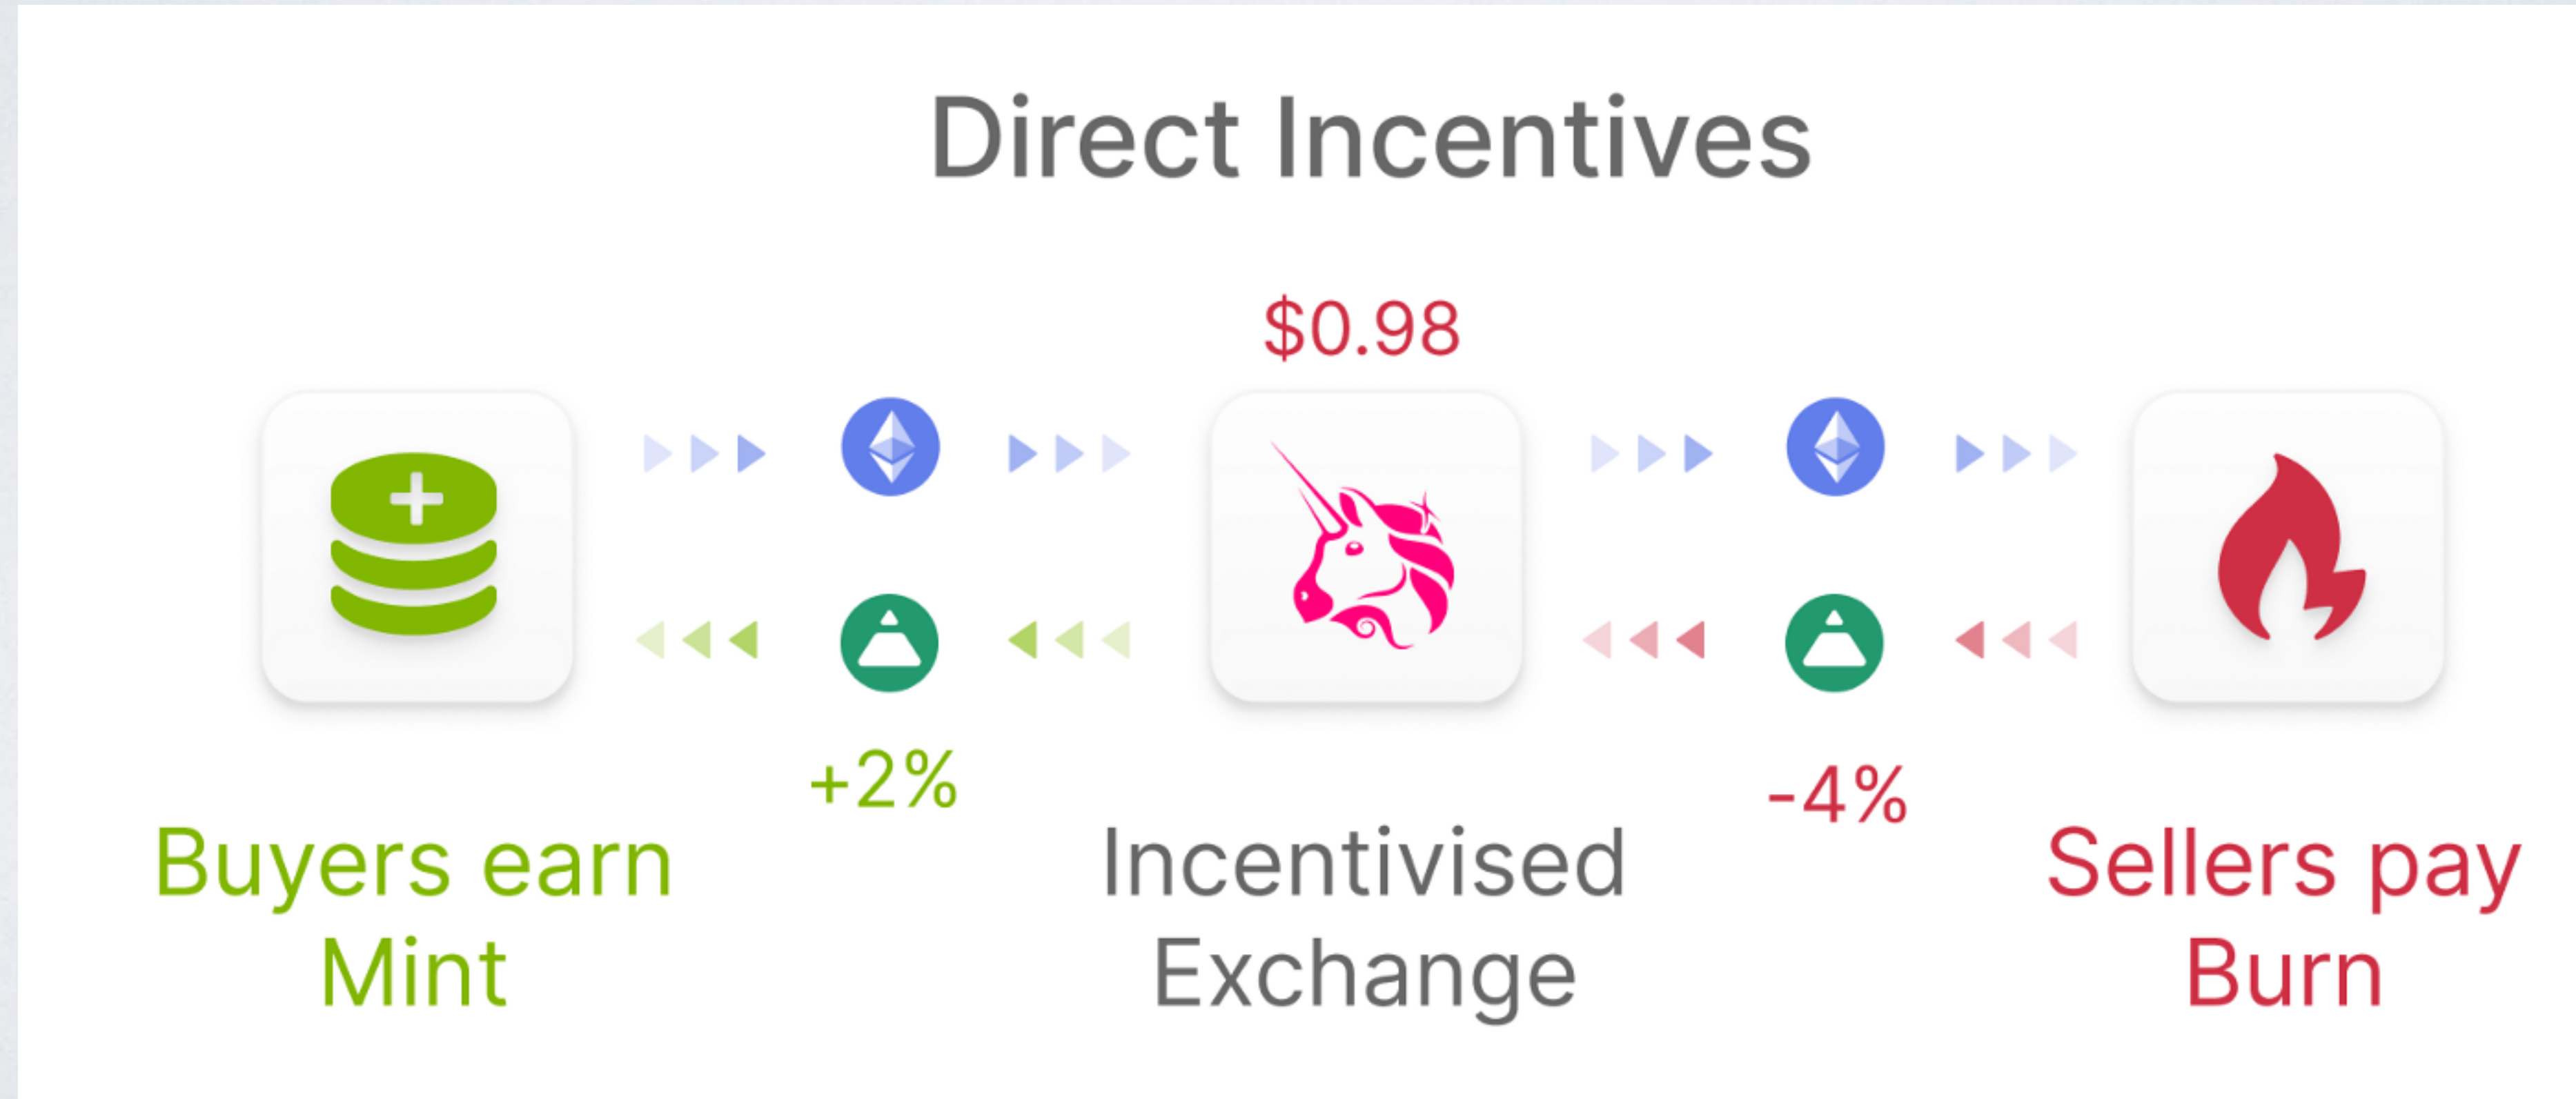 Direct Incentives
$0.98
+2%
-4%
Buyers earn
Mint
Incentivised
Exchange
Sellers pay
Burn